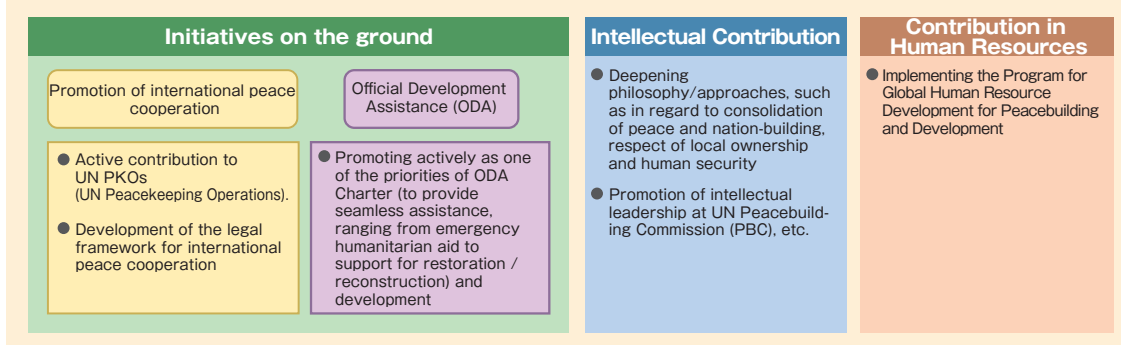 Initiatives on the ground
Promotion of international peace
cooperation
● Active contribution to
UN PKOs
(UN Peacekeeping Operations).
● Development of the legal
framework for international
peace cooperation
Official Development
Assistance (ODA)
● Promoting actively as one
of the priorities of ODA
Charter (to provide
seamless assistance,
ranging from emergency
humanitarian aid to
support for restoration /
reconstruction) and
development
Intellectual Contribution
● Deepening
philosophy/approaches, such
as in regard to consolidation
of peace and nation-building,
respect of local ownership
and human security
● Promotion of intellectual
leadership at UN Peacebuild-
ing Commission (PBC), etc.
Contribution in
Human Resources
● Implementing the Program for
Global Human Resource
Development for Peacebuilding
and Development